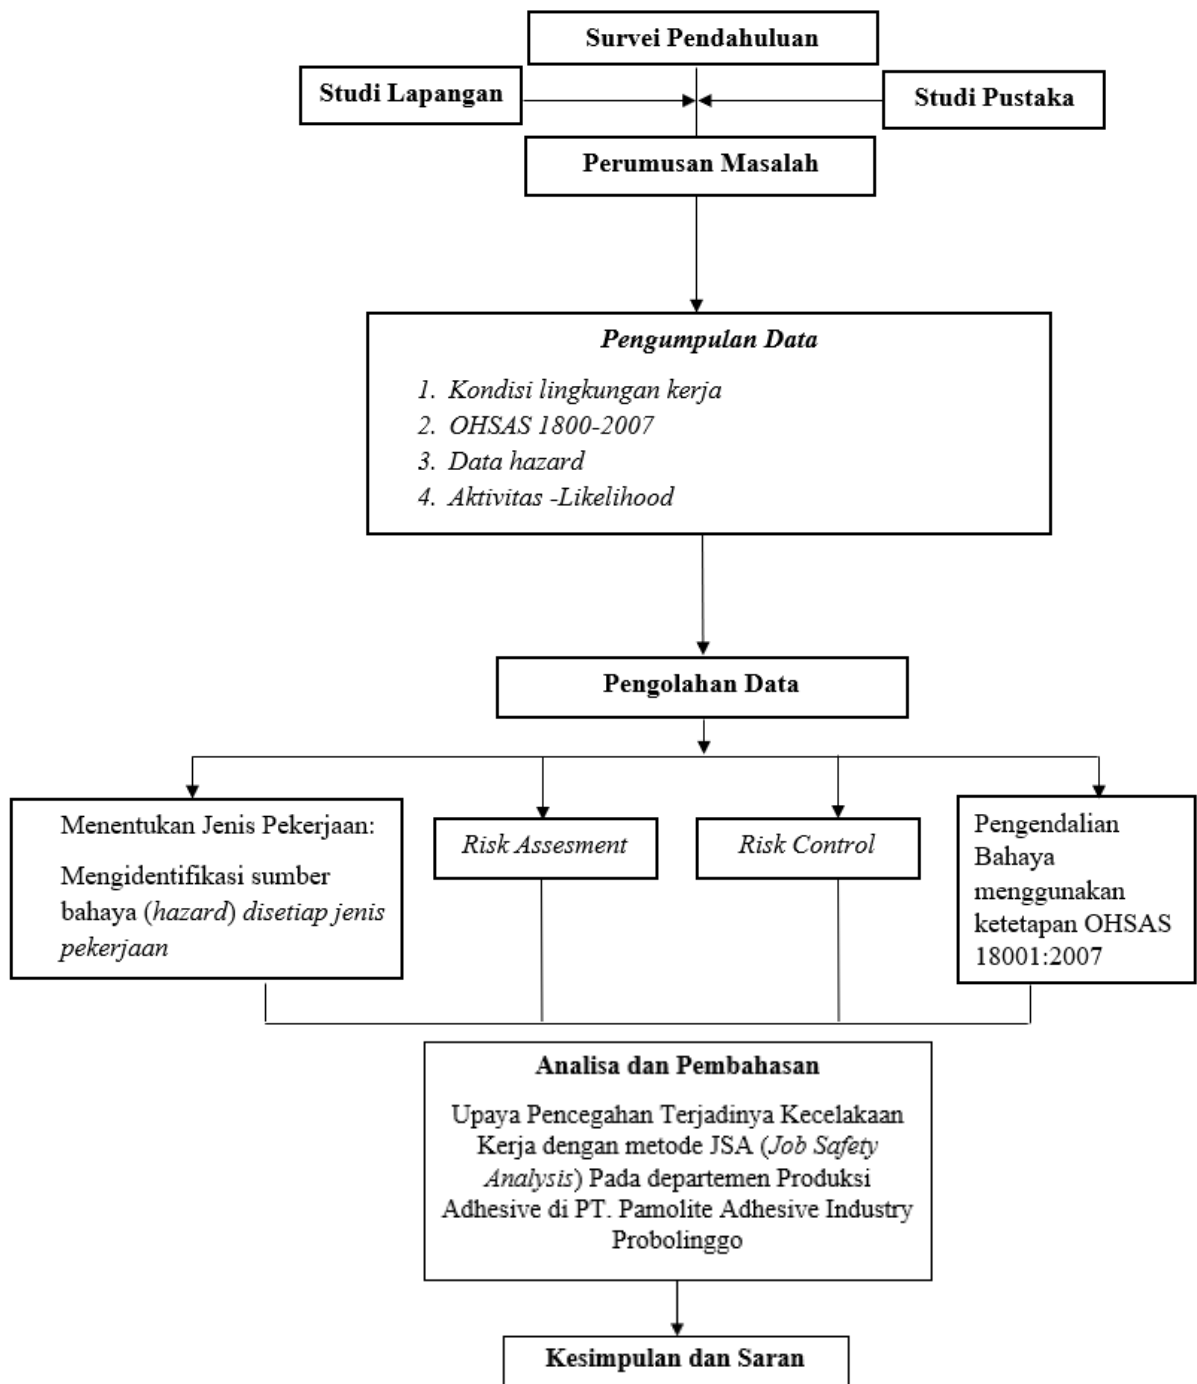 Survei Pendahuluan
Studi Lapangan
Studi Pustaka
Perumusan Masalah
Pengumpulan Data
1. Kondisi lingkungan kerja
2. OHSAS 1800-2007
3. Data hazard
4. Aktivitas -Likelihood
Pengolahan Data
Menentukan Jenis Pekerjaan:
Mengidentifikasi sumber
bahaya (hazard) disetiap jenis
pekerjaan
Risk Assesment
Risk Control
Pengendalian
Bahaya
menggunakan
ketetapan OHSAS
18001:2007
Analisa dan Pembahasan
Upaya Pencegahan Terjadinya Kecelakaan
Kerja dengan metode JSA (Job Safety
Analysis) Pada departemen Produksi
Adhesive di PT. Pamolite Adhesive Industry
Probolinggo
Kesimpulan dan Saran